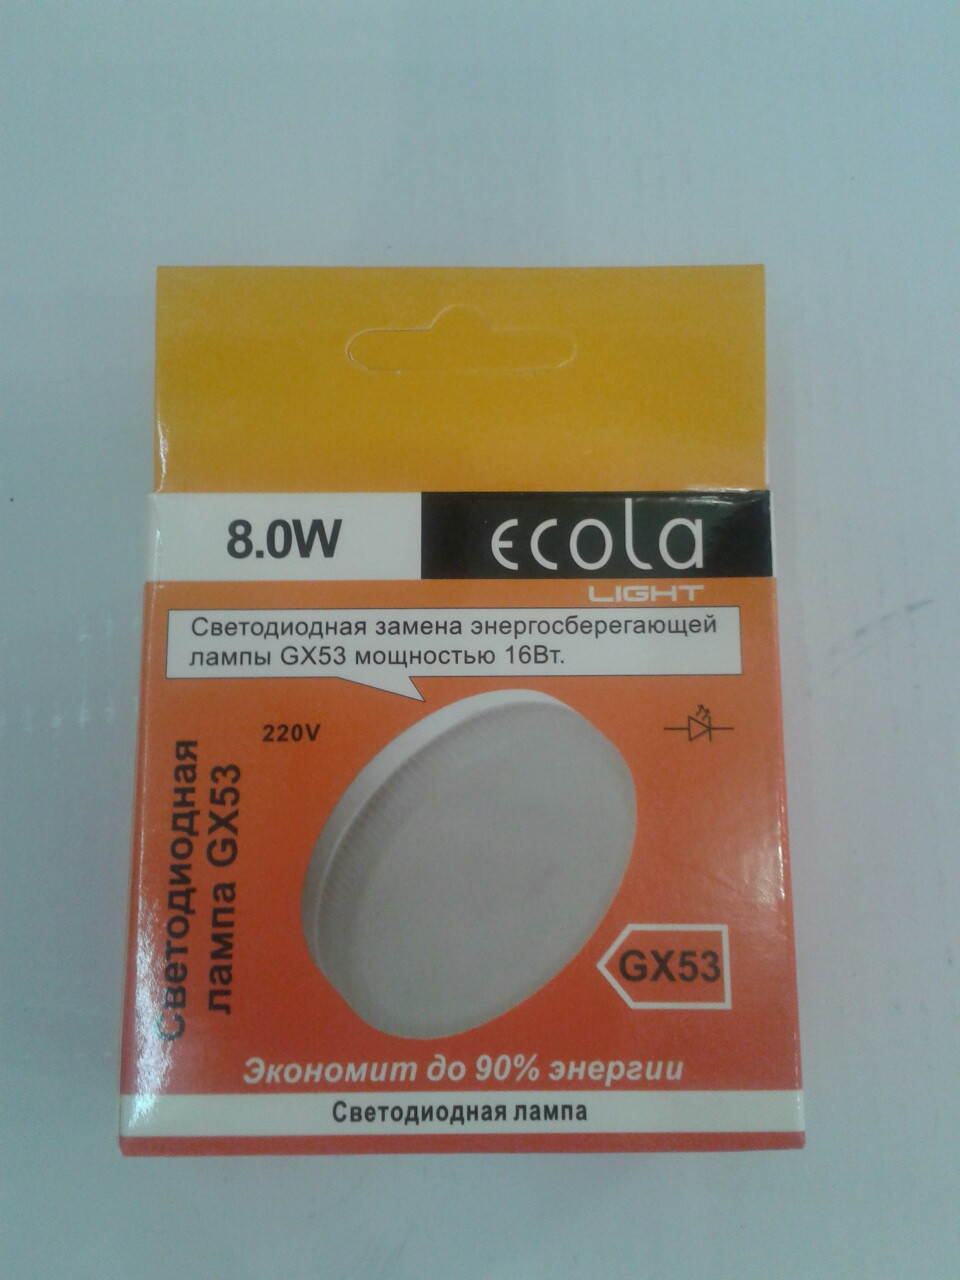 8.0W
Ecola
LIGHT
Светодиодная замена энергосберегающей
лампы GX53 мощностью 16Вт.
220V
Светодиодная
лампа GX53
GX53
Экономит до 90% энергии
Светодиодная лампа